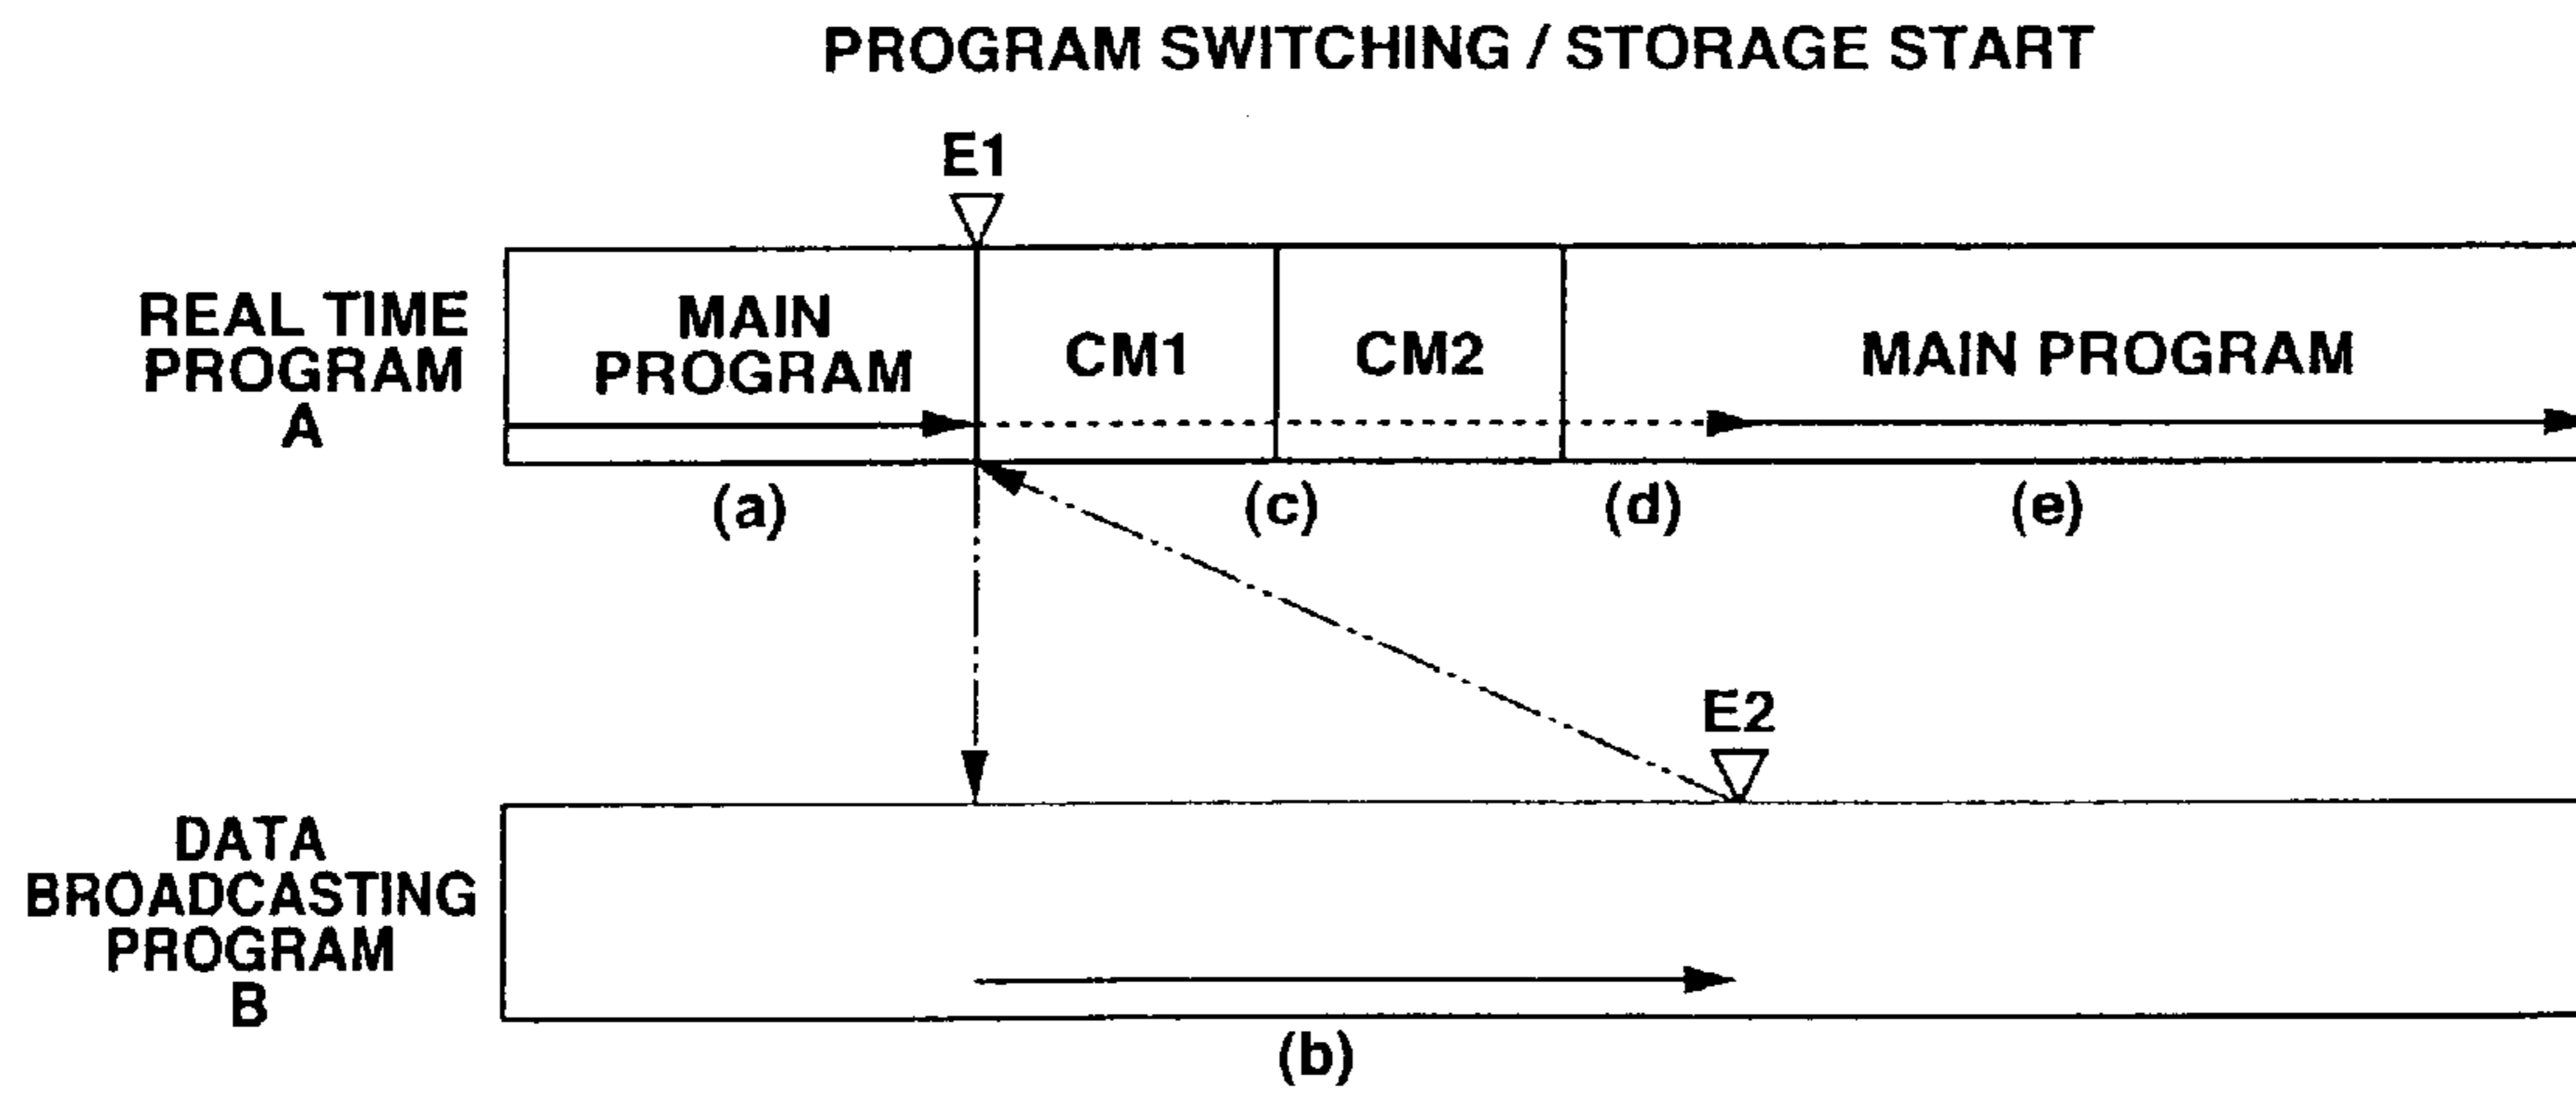 PROGRAM SWITCHING / STORAGE START
E1
REAL TIME
PROGRAM
A
MAIN
PROGRAM
CM1
CM2
MAIN PROGRAM
(a)
(c)
(d)
(e)
E2
DATA
BROADCASTING
PROGRAM
B
(b)